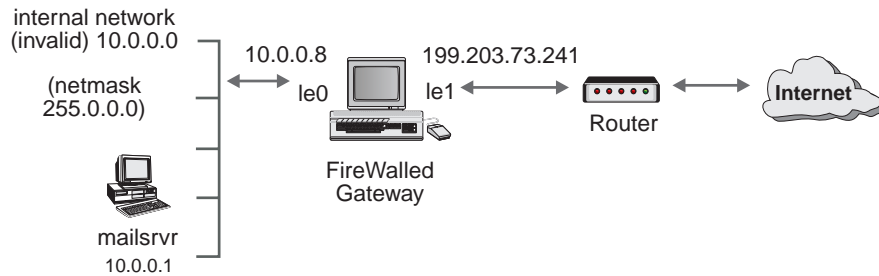 internal network
(invalid) 10.0.0.0
(netmask
255.0.0.0)
mailsrvr
10.0.0.1
10.0.0.8
le0
FireWalled
Gateway
199.203.73.241
le1
Router
Internet